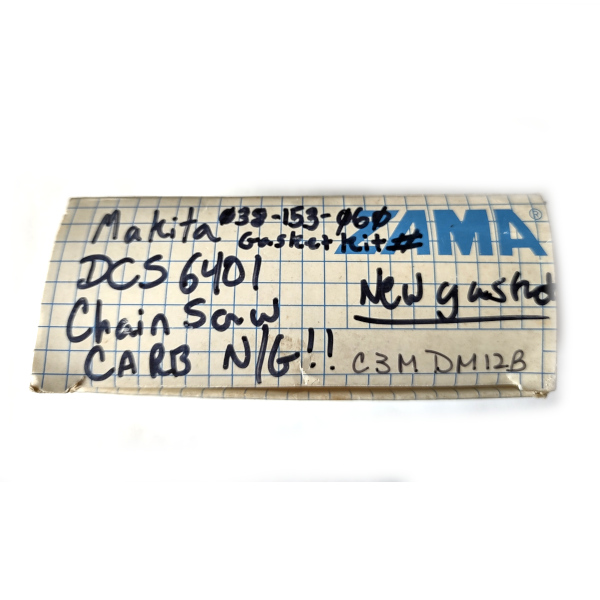 Makita 038-153-060
Gasket Kit #
ZAMA®
DCS 6401
New gasket
Chain Saw
CARB N/G!!
C3M DM12B